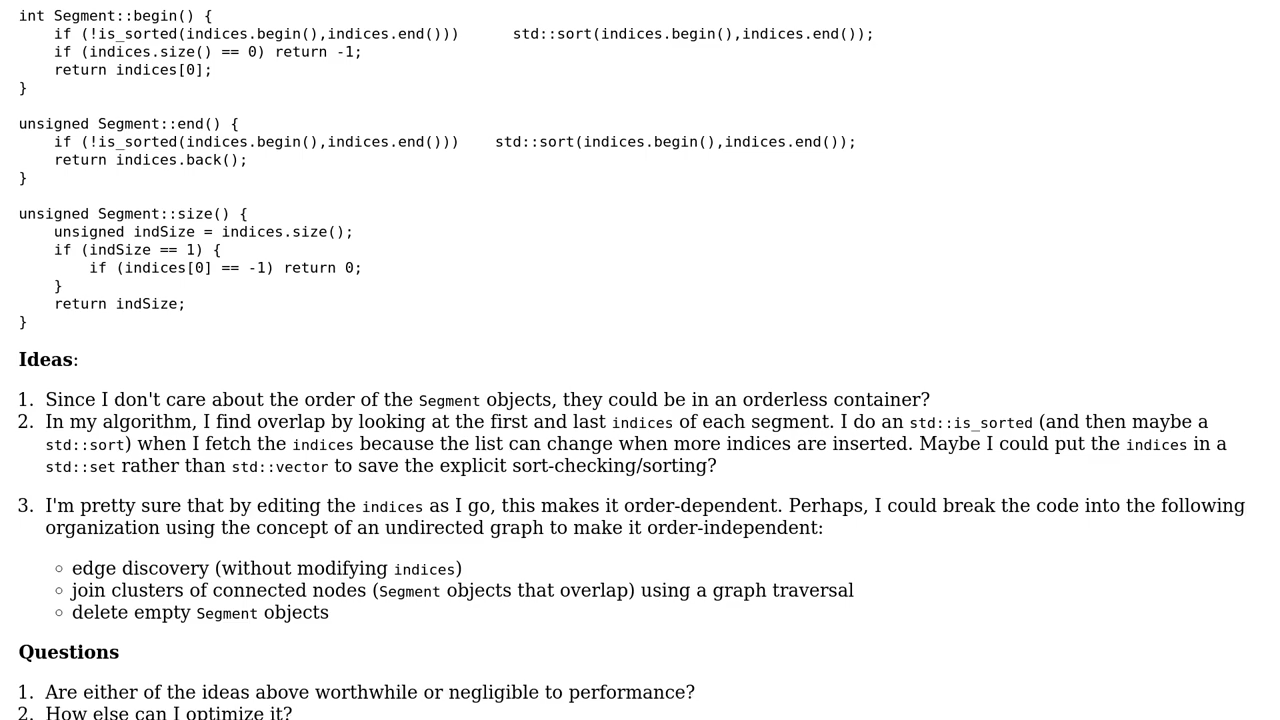 int Segment::begin() {
    if (!is_sorted(indices.begin(),indices.end()))      std::sort(indices.begin(),indices.end());
    if (indices.size() == 0) return -1;
    return indices[0];
}

unsigned Segment::end() {
    if (!is_sorted(indices.begin(),indices.end()))    std::sort(indices.begin(),indices.end());
    return indices.back();
}

unsigned Segment::size() {
    unsigned indSize = indices.size();
    if (indSize == 1) {
        if (indices[0] == -1) return 0;
    }
    return indSize;
}
Ideas:
1. Since I don't care about the order of the Segment objects, they could be in an orderless container?
2. In my algorithm, I find overlap by looking at the first and last indices of each segment. I do an std::is_sorted (and then maybe a
std::sort) when I fetch the indices because the list can change when more indices are inserted. Maybe I could put the indices in a
std::set rather than std::vector to save the explicit sort-checking/sorting?
3. I'm pretty sure that by editing the indices as I go, this makes it order-dependent. Perhaps, I could break the code into the following
organization using the concept of an undirected graph to make it order-independent:
◦ edge discovery (without modifying indices)
◦ join clusters of connected nodes (Segment objects that overlap) using a graph traversal
◦ delete empty Segment objects
Questions
1. Are either of the ideas above worthwhile or negligible to performance?
2. How else can I optimize it?